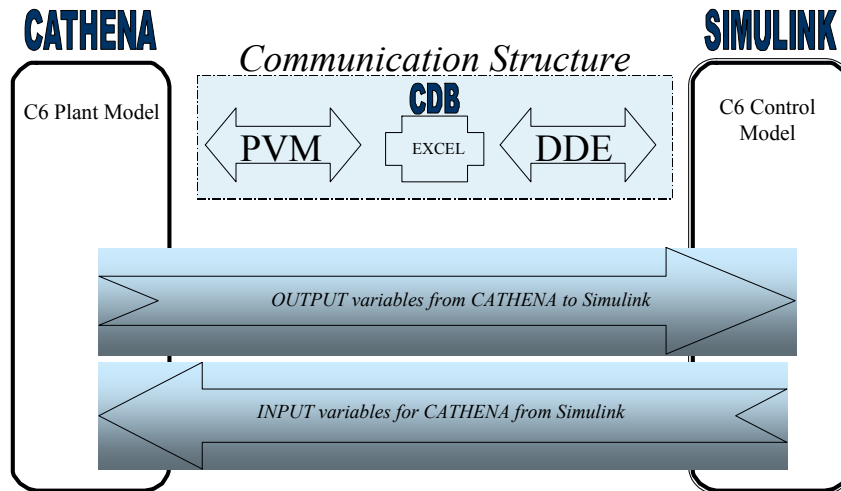 CATHENA
SIMULINK
Communication Structure
C6 Plant Model
CDB
PVM
EXCEL
DDE
C6 Control
Model
OUTPUT variables from CATHENA to Simulink
INPUT variables for CATHENA from Simulink